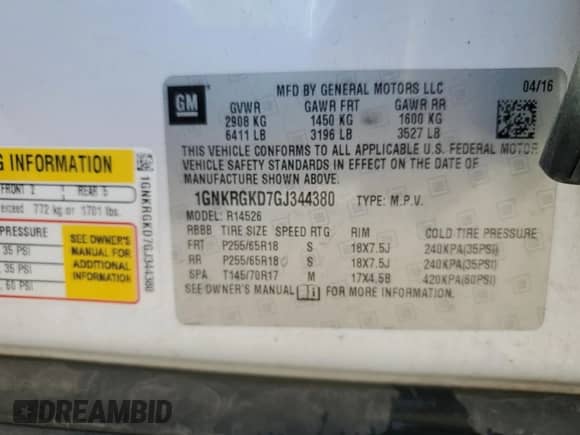 GM
MFD BY GENERAL MOTORS LLC
04/16
GVWR GAWR FRT GAWR RR
2908 KG 1450 KG 1600 KG
6411 LB 3196 LB 3527 LB
THIS VEHICLE CONFORMS TO ALL APPLICABLE U.S. FEDERAL MOTOR
VEHICLE SAFETY STANDARDS IN EFFECT ON THE DATE OF
MANUFACTURE SHOWN ABOVE.
1GNKRGKD7GJ344380 TYPE: M.P.V.
MODEL: R14526
RBBB TIRE SIZE SPEED RTG RIM COLD TIRE PRESSURE
FRT P255/65R18 S 18X7.5J 240KPA(35PSI)
RR P255/65R18 S 18X7.5J 240KPA(35PSI)
SPA T145/70R17 M 17X4.5B 420KPA(60PSI)
SEE OWNER'S MANUAL FOR MORE INFORMATION.
G INFORMATION
FRONT 2 REAR 5
exceed 772 kg or 1701 lbs.
PRESSURE
35 PSI
35 PSI
60 PSI
SEE OWNER'S
MANUAL FOR
ADDITIONAL
INFORMATION
1GNKRGKD7GJ344380
DREAMBID